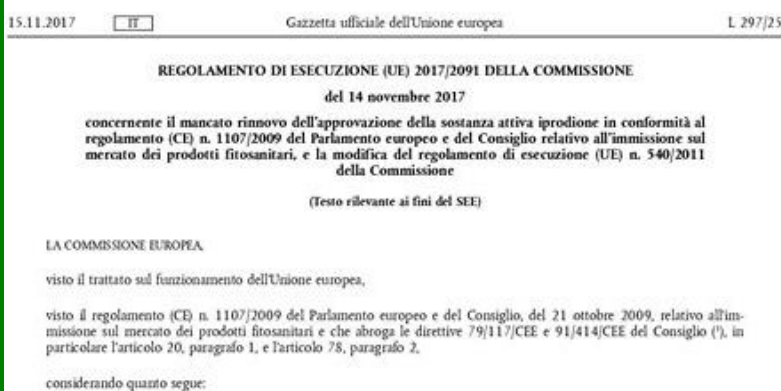 15.11.2017 IT Gazzetta ufficiale dell'Unione europea L 297/25
REGOLAMENTO DI ESECUZIONE (UE) 2017/2091 DELLA COMMISSIONE
del 14 novembre 2017
concernente il mancato rinnovo dell'approvazione della sostanza attiva iprodione in conformità al
regolamento (CE) n. 1107/2009 del Parlamento europeo e del Consiglio relativo all'immissione sul
mercato dei prodotti fitosanitari, e la modifica del regolamento di esecuzione (UE) n. 540/2011
della Commissione
(Testo rilevante ai fini del SEE)
LA COMMISSIONE EUROPEA,
visto il trattato sul funzionamento dell'Unione europea,
visto il regolamento (CE) n. 1107/2009 del Parlamento europeo e del Consiglio, del 21 ottobre 2009, relativo all'im-
missione sul mercato dei prodotti fitosanitari e che abroga le direttive 79/117/CEE e 91/414/CEE del Consiglio (¹), in
particolare l'articolo 20, paragrafo 1, e l'articolo 78, paragrafo 2,
considerando quanto segue: